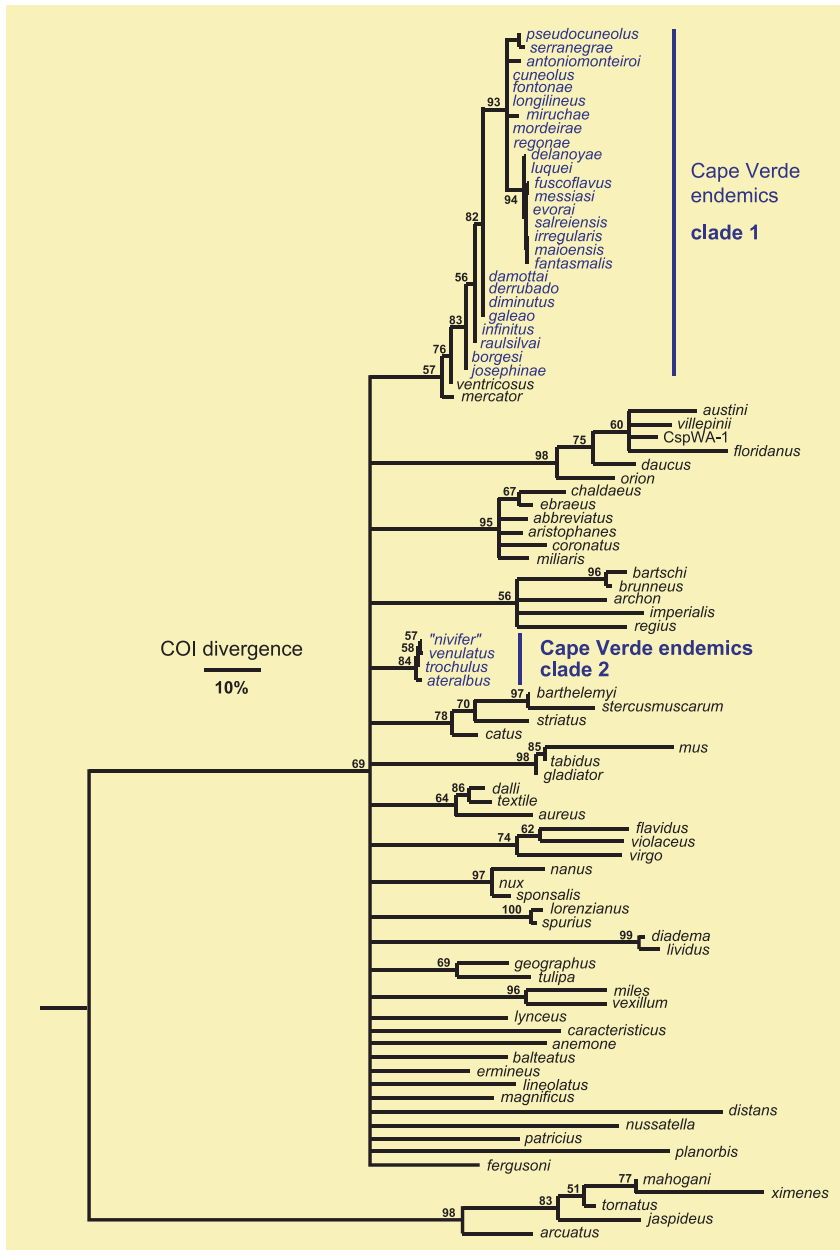 pseudocuneolus
serranegrae
antoniomonteiroi
cuneolus
fontonae
93
longilineus
miruchae
mordeirae
regonae
delanoyae
luquei
fuscoflavus
messiasi
94
evorai
salreiensis
irregularis
maioensis
fantasmalis
Cape Verde
endemics
clade 1
82
damottai
56
derrubado
diminutus
galeao
83
infinitus
raulsilvai
76
borgesi
57
josephinae
ventricosus
mercator
austini
60
villepinii
CspWA-1
75
floridanus
98
daucus
orion
67
chaldaeus
ebraeus
95
abbreviatus
aristophanes
coronatus
miliaris
96
bartschi
brunneus
56
archon
imperialis
regius
COI divergence
10%
57
"nivifer"
58
venulatus
84
trochulus
ateralbus
Cape Verde endemics
clade 2
97
barthelemyi
70
stercusmuscarum
78
striatus
catus
85
mus
98
tabidus
gladiator
69
86
dalli
64
textile
aureus
62
flavidus
74
violaceus
virgo
97
nanus
nux
sponsalis
100
lorenzianus
spurius
99
diadema
lividus
69
geographus
tulipa
96
miles
vexillum
lynceus
caracteristicus
anemone
balteatus
ermineus
lineolatus
magnificus
distans
nussatella
patricius
planorbis
fergusoni
77
mahogani
51
ximenes
83
tornatus
98
jaspideus
arcuatus